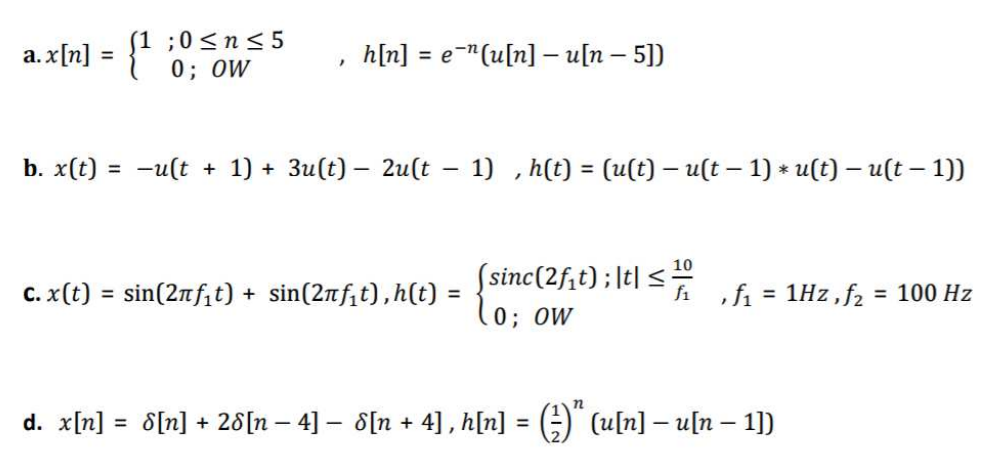 a. x[n] = {1 ; 0 ≤ n ≤ 5
0; OW , h[n] = e⁻ⁿ(u[n] − u[n − 5])
b. x(t) = −u(t + 1) + 3u(t) − 2u(t − 1) , h(t) = (u(t) − u(t − 1) * u(t) − u(t − 1))
c. x(t) = sin(2πf₁t) + sin(2πf₁t) , h(t) = {sinc(2f₁t) ; |t| ≤ 10/f₁
0; OW , f₁ = 1Hz , f₂ = 100 Hz
d. x[n] = δ[n] + 2δ[n − 4] − δ[n + 4] , h[n] = (1/2)ⁿ (u[n] − u[n − 1])